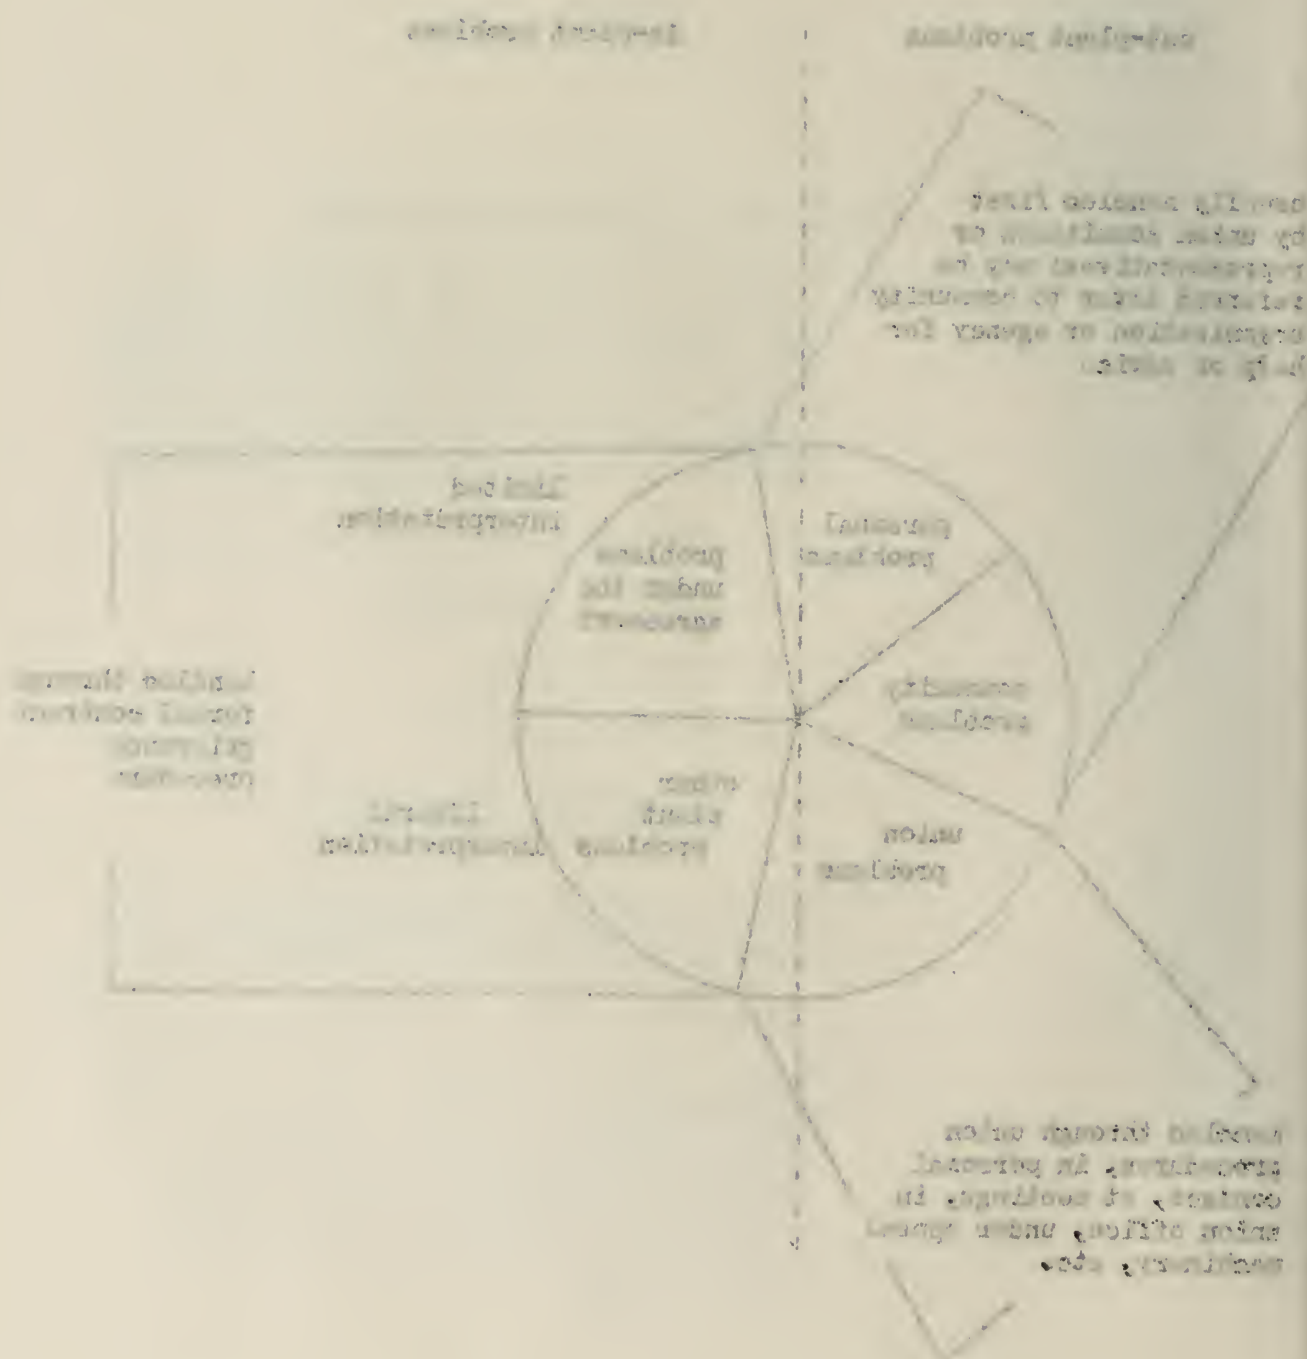 out-plant problems
in-plant problems
usually handled first
by union committees or
representatives; may be
referred later to community
organization or agency for
help or advice
limited
interpretation
personal
problems
problems
under the
agreement
community
problems
handled through
formal contract
grievance
procedure
other
plant
problems
liberal
interpretation
union
problems
handled through union
procedures, in personal
contact, at meetings, in
union office, under appeal
machinery, etc.